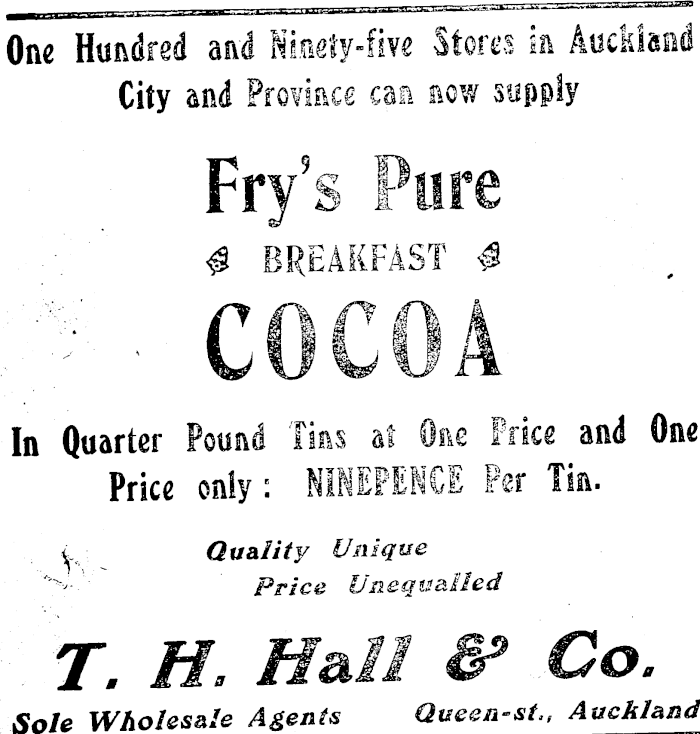 One Hundred and Ninety-five Stores in Auckland
City and Province can now supply
Fry's Pure
BREAKFAST
COCOA
In Quarter Pound Tins at One Price and One
Price only: NINEPENCE Per Tin.
Quality Unique
Price Unequalled
T. H. Hall & Co.
Sole Wholesale Agents Queen-st., Auckland